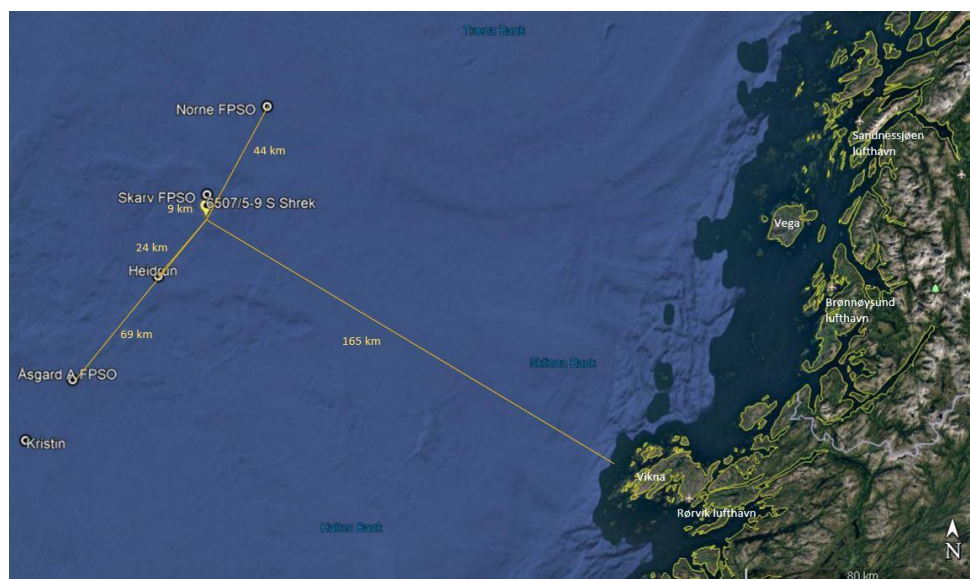 Træna Bank
Norne FPSO
44 km
Sandnessjøen
lufthavn
Skarv FPSO
6507/5-9 S Shrek
9 km
Vega
24 km
Heidrun
Brønnøysund
lufthavn
69 km
165 km
Sklinna Bank
Åsgard A FPSO
Kristin
Vikna
Rørvik lufthavn
Halten Bank
N
80 km